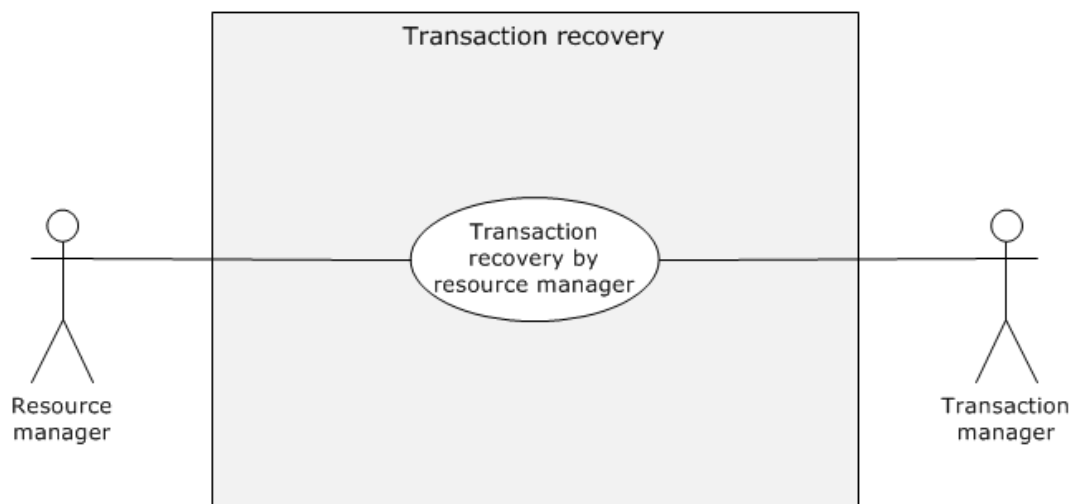 Transaction recovery
Transaction
recovery by
resource manager
Resource
manager
Transaction
manager